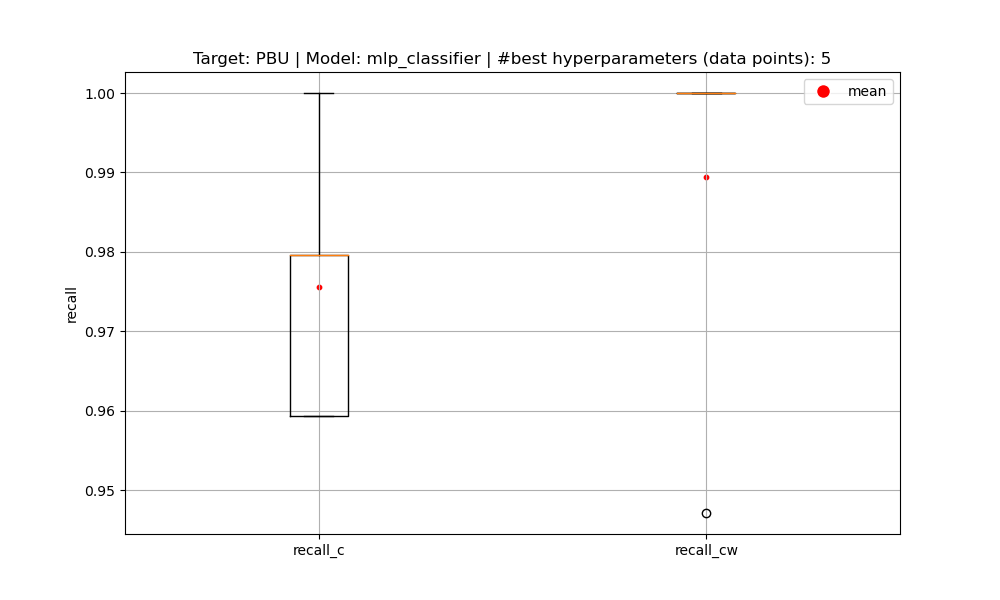 Target: PBU | Model: mlp_classifier | #best hyperparameters (data points): 5
mean
1.00
0.99
0.98
0.97
0.96
0.95
recall
recall_c
recall_cw